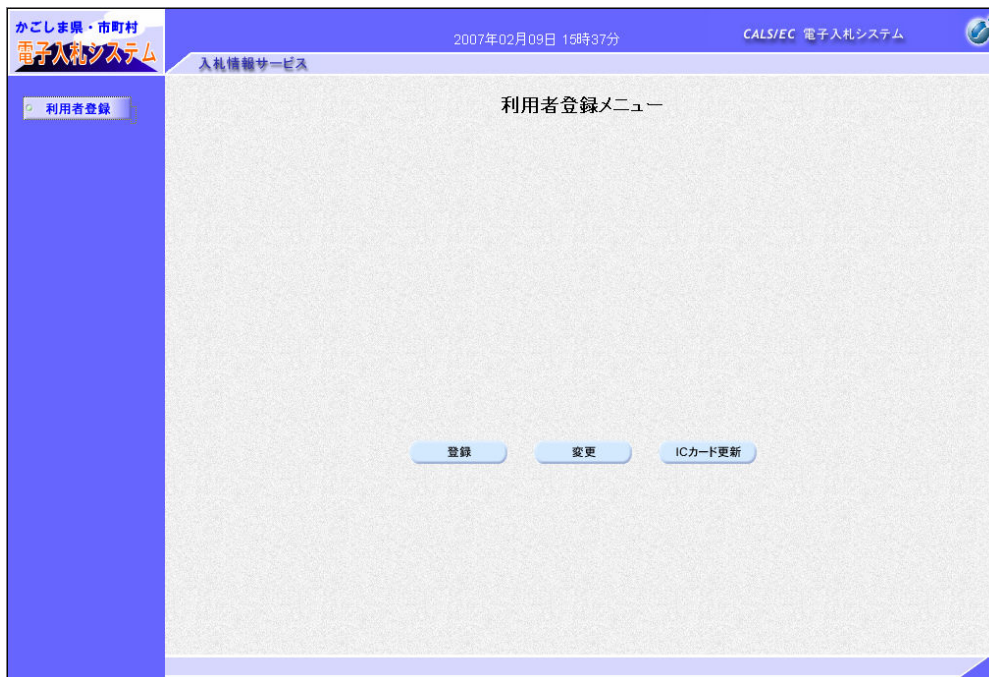 かごしま県・市町村
電子入札システム
2007年02月09日 15時37分
CALS/EC 電子入札システム
入札情報サービス
利用者登録
利用者登録メニュー
登録
変更
ICカード更新